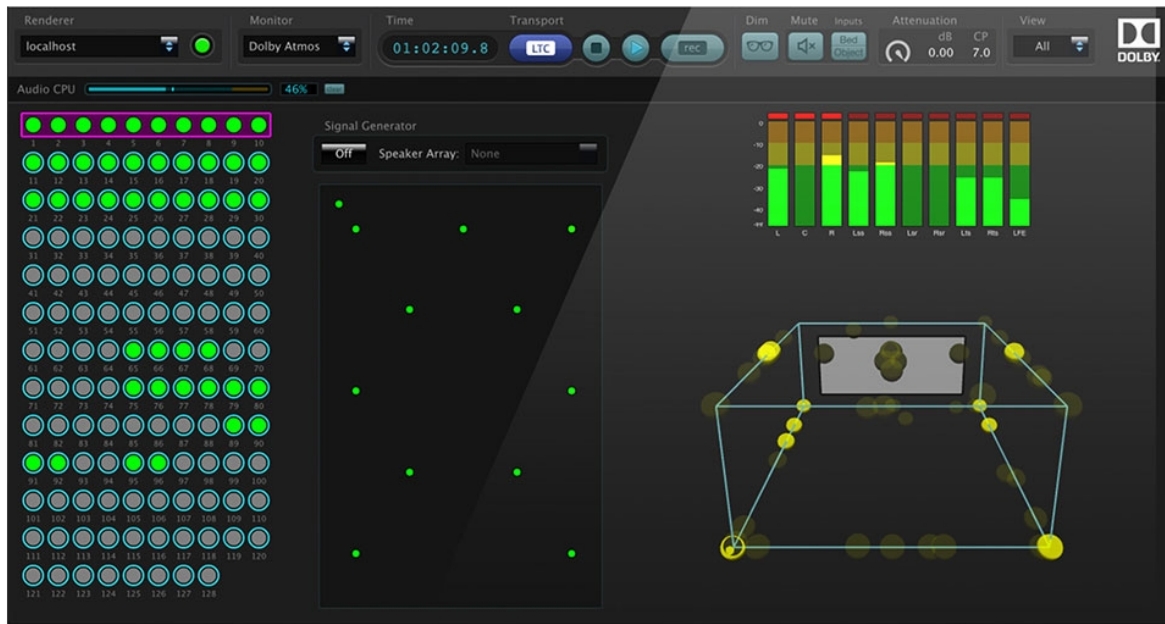 Renderer Monitor Time Transport Dim Mute Inputs Attenuation View
localhost Dolby Atmos 01:02:09.8 LTC rec Bed Object dB 0.00 CP 7.0 All
DOLBY.
Audio CPU 46%
Signal Generator
Off Speaker Array: None
1 2 3 4 5 6 7 8 9 10
11 12 13 14 15 16 17 18 19 20
21 22 23 24 25 26 27 28 29 30
31 32 33 34 35 36 37 38 39 40
41 42 43 44 45 46 47 48 49 50
51 52 53 54 55 56 57 58 59 60
61 62 63 64 65 66 67 68 69 70
71 72 73 74 75 76 77 78 79 80
81 82 83 84 85 86 87 88 89 90
91 92 93 94 95 96 97 98 99 100
101 102 103 104 105 106 107 108 109 110
111 112 113 114 115 116 117 118 119 120
121 122 123 124 125 126 127 128
0
-10
-20
-30
-40
-INF
L C R Lss Rss Lsr Rsr Lts Rts LFE